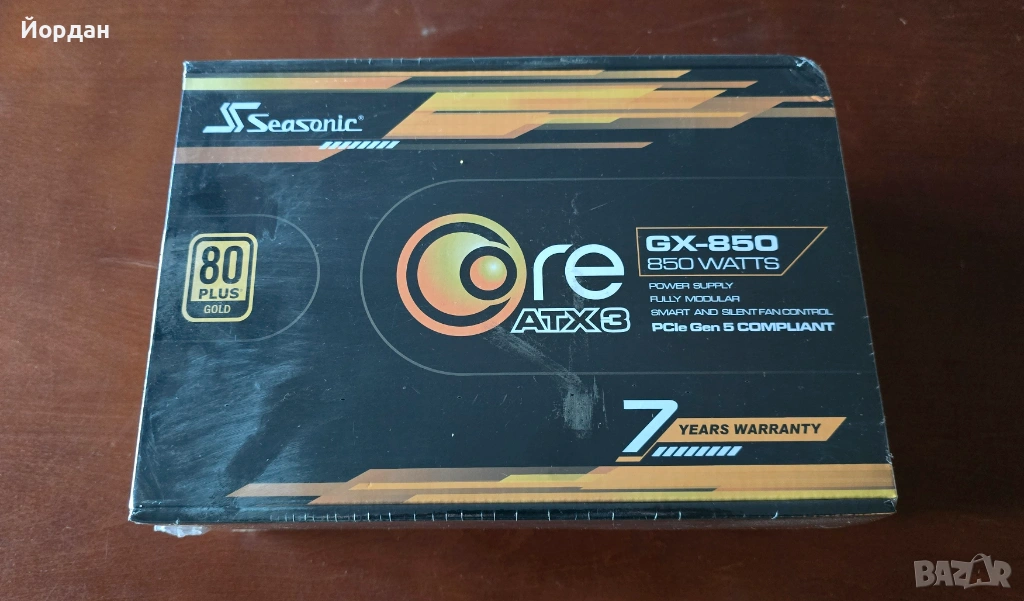 Йордан
Seasonic®
80
PLUS®
GOLD
Core
ATX3
GX-850
850 WATTS
POWER SUPPLY
FULLY MODULAR
SMART AND SILENT FAN CONTROL
PCIe Gen 5 COMPLIANT
7 YEARS WARRANTY
BAZAR